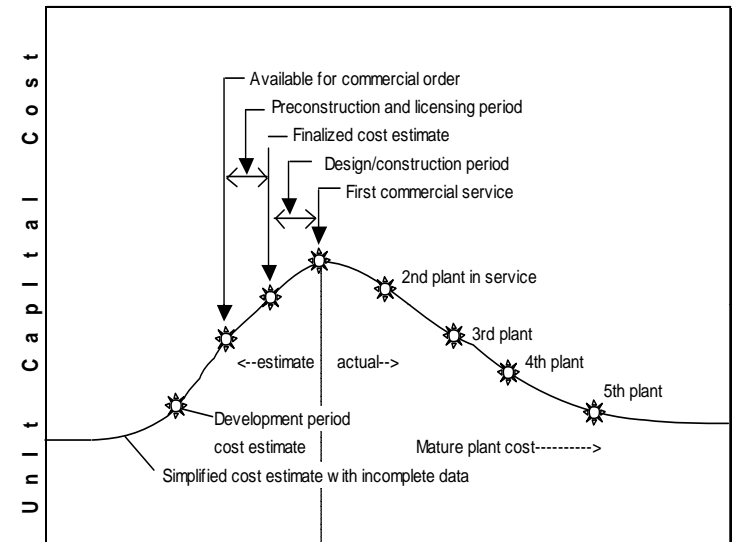 UnIt CapItal Cost
Available for commercial order
Preconstruction and licensing period
Finalized cost estimate
Design/construction period
First commercial service
2nd plant in service
3rd plant
<--estimate
actual-->
4th plant
5th plant
Development period
cost estimate
Mature plant cost---------->
Simplified cost estimate with incomplete data